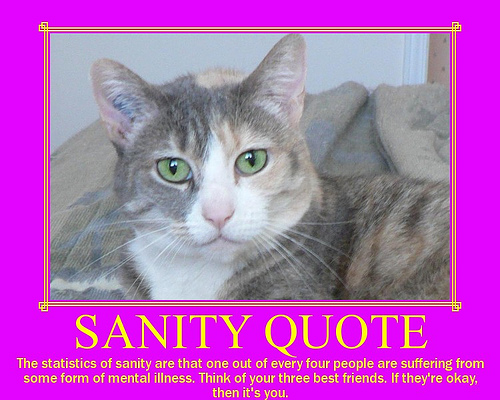 SANITY QUOTE
The statistics of sanity are that one out of every four people are suffering from
some form of mental illness. Think of your three best friends. If they're okay,
then it's you.